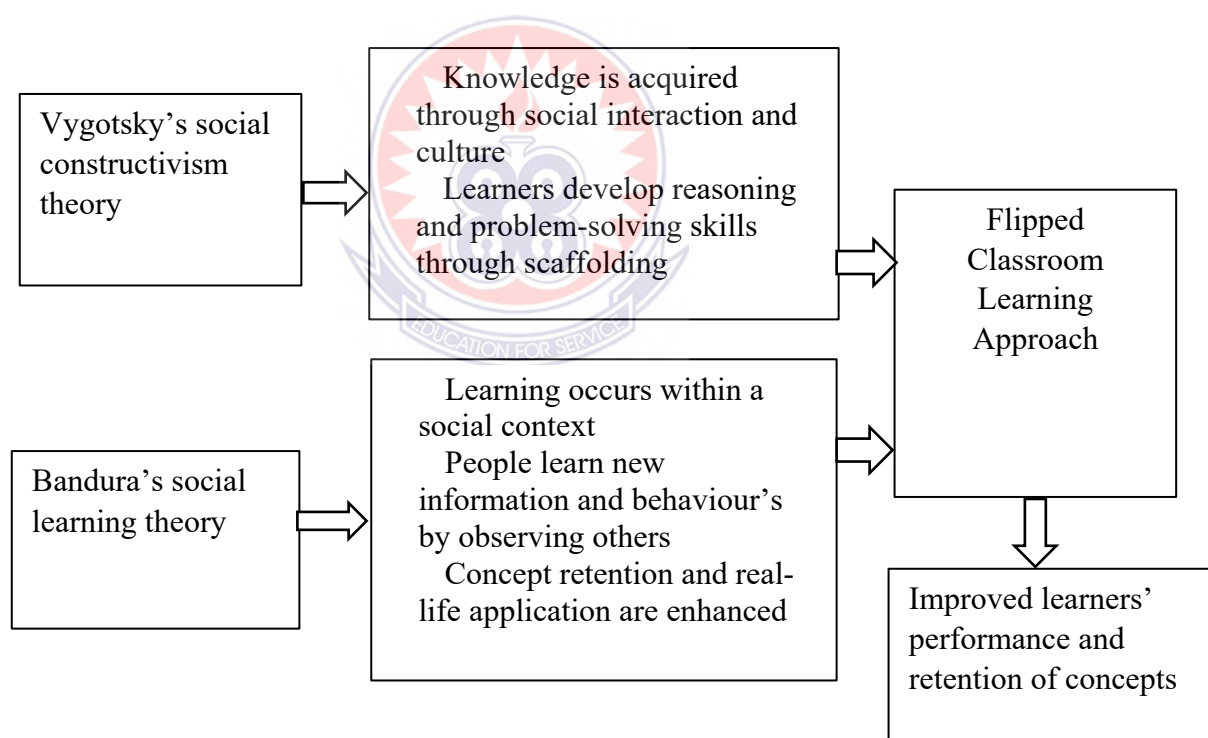 Vygotsky’s social
constructivism
theory
Knowledge is acquired
through social interaction and
culture
Learners develop reasoning
and problem-solving skills
through scaffolding
EDUCATION FOR SERVICE
Bandura’s social
learning theory
Learning occurs within a
social context
People learn new
information and behaviour’s
by observing others
Concept retention and real-
life application are enhanced
Flipped
Classroom
Learning
Approach
Improved learners’
performance and
retention of concepts